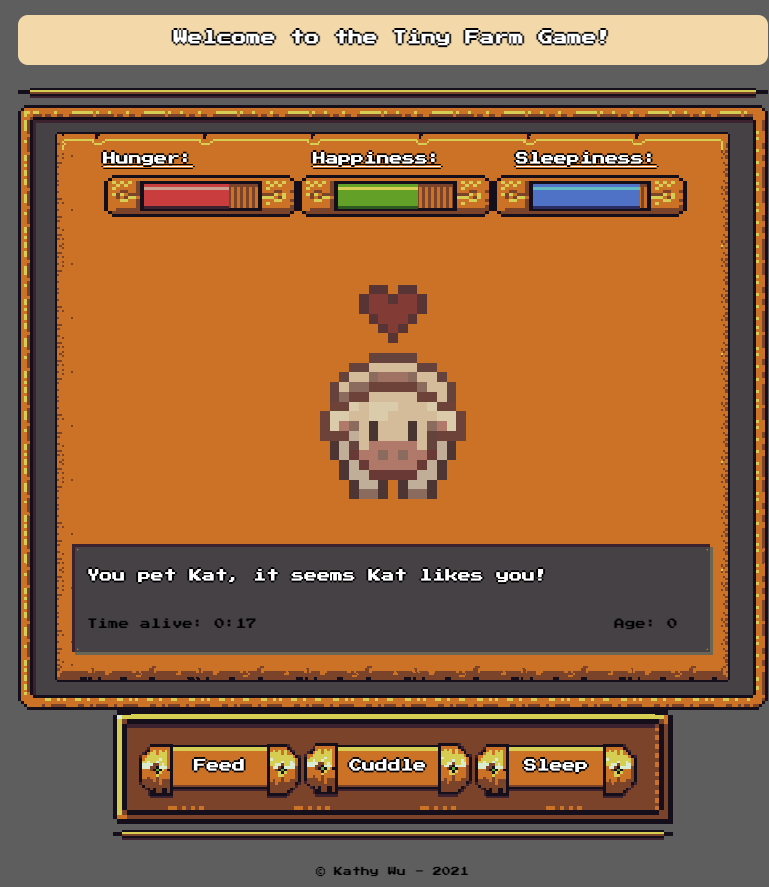 Welcome to the Tiny Farm Game!
Hunger: Happiness: Sleepiness:
You pet Kat, it seems Kat likes you!
Time alive: 0:17 Age: 0
Feed Cuddle Sleep
© Kathy Wu - 2021